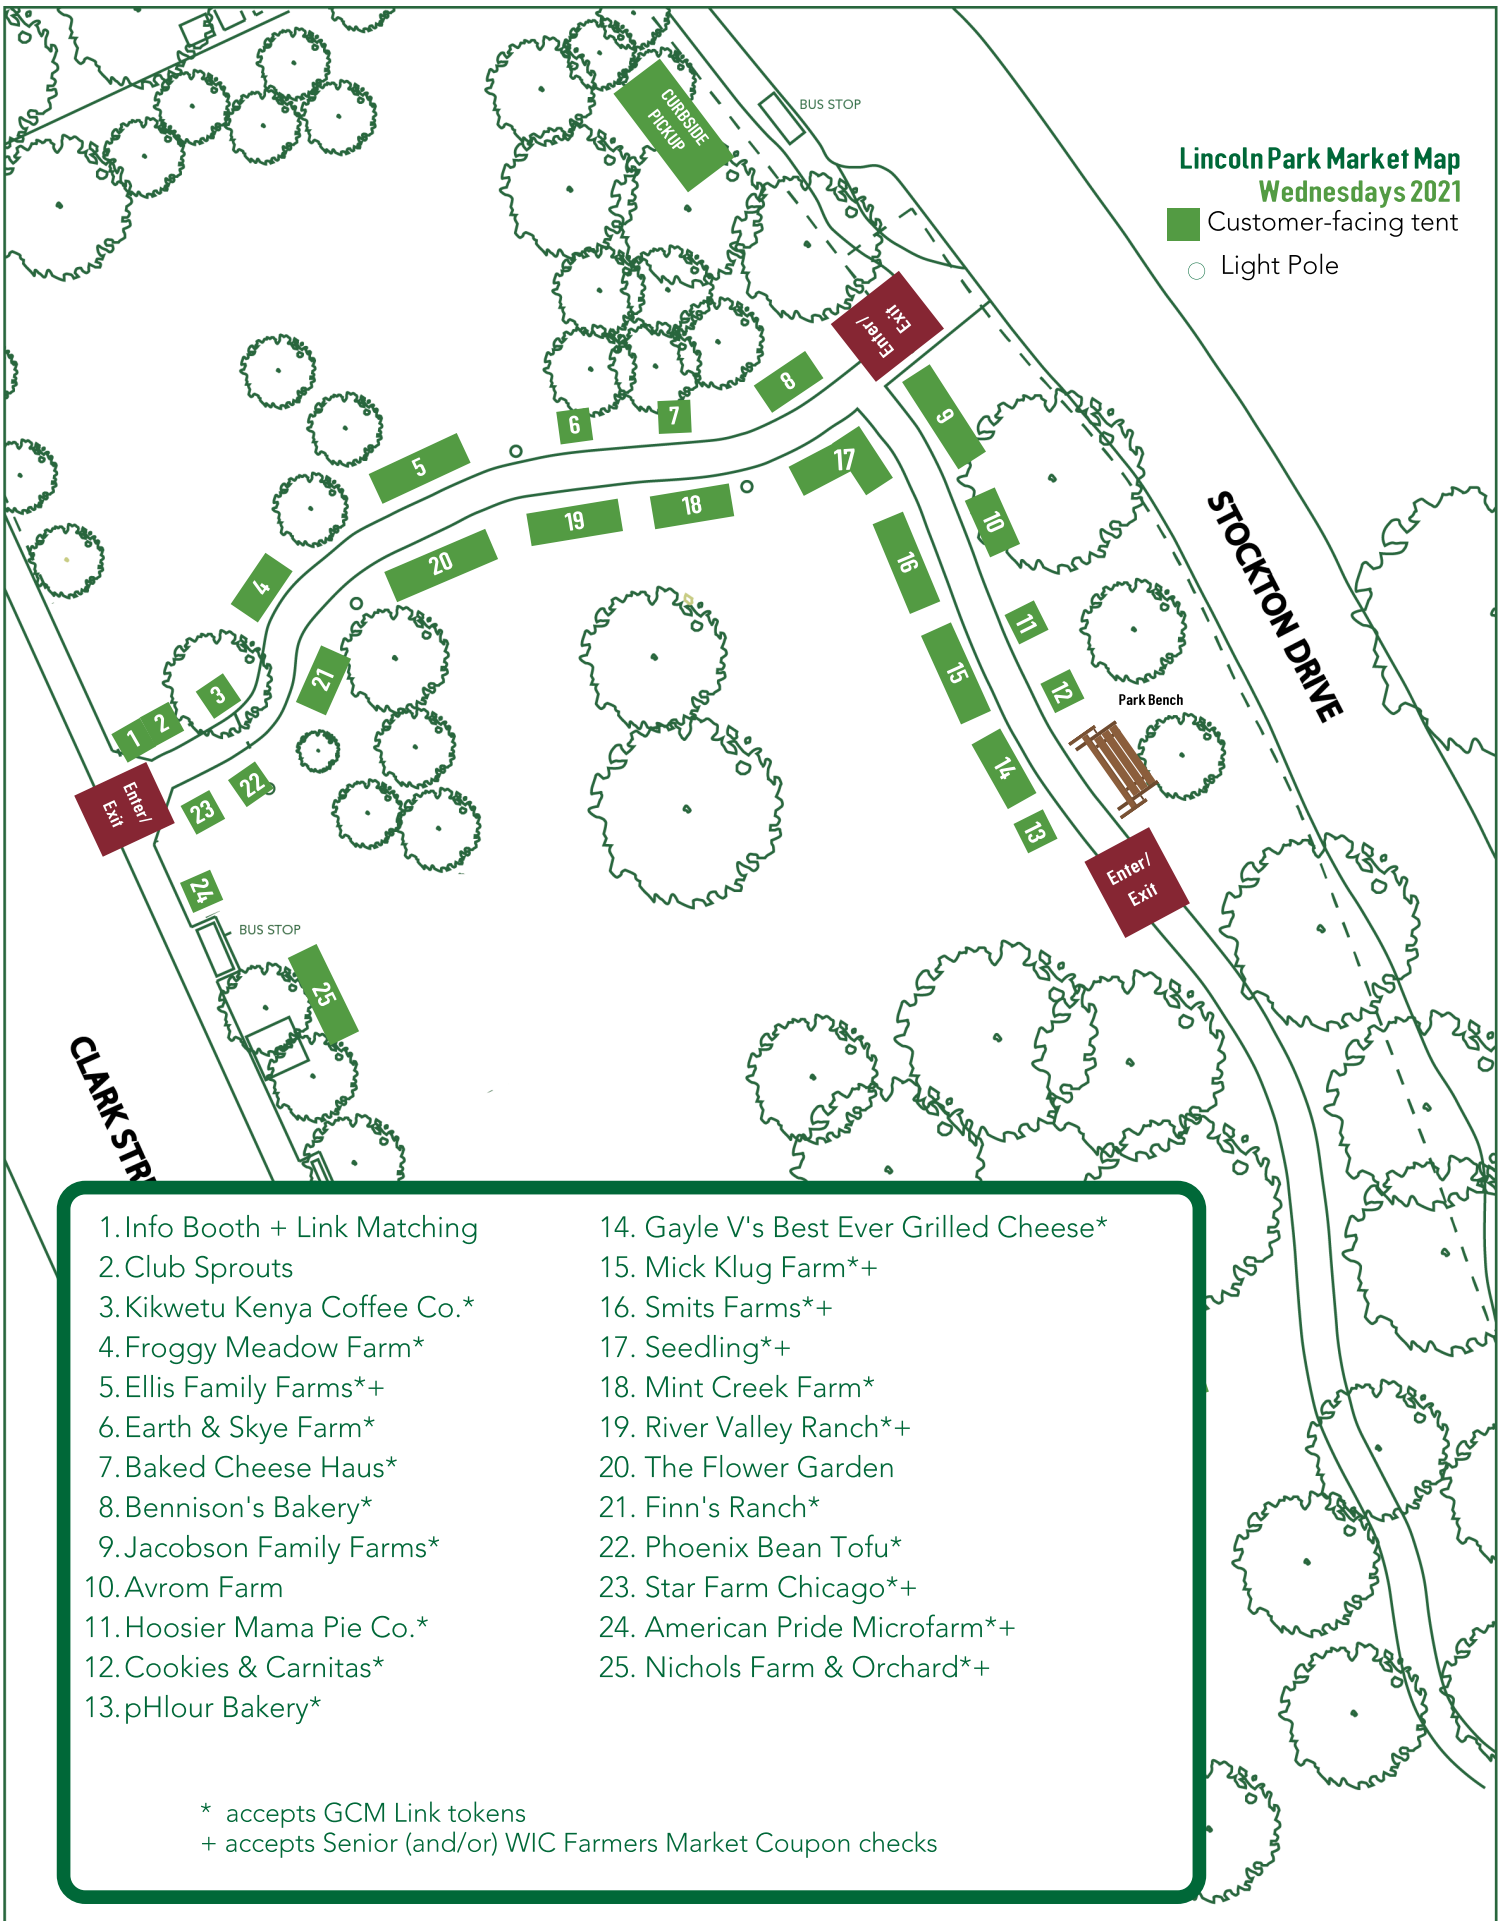 BUS STOP
CURBSIDE
PICKUP
Lincoln Park Market Map
Wednesdays 2021
Customer-facing tent
Light Pole
Enter/
Exit
8
9
7
6
17
5
18
19
10
20
16
4
STOCKTON DRIVE
11
15
21
12
3
Park Bench
2
1
14
22
Enter/
Exit
23
13
Enter/
Exit
24
BUS STOP
25
CLARK STR
1. Info Booth + Link Matching
2. Club Sprouts
3. Kikwetu Kenya Coffee Co.*
4. Froggy Meadow Farm*
5. Ellis Family Farms*+
6. Earth & Skye Farm*
7. Baked Cheese Haus*
8. Bennison's Bakery*
9. Jacobson Family Farms*
10. Avrom Farm
11. Hoosier Mama Pie Co.*
12. Cookies & Carnitas*
13. pHlour Bakery*
14. Gayle V's Best Ever Grilled Cheese*
15. Mick Klug Farm*+
16. Smits Farms*+
17. Seedling*+
18. Mint Creek Farm*
19. River Valley Ranch*+
20. The Flower Garden
21. Finn's Ranch*
22. Phoenix Bean Tofu*
23. Star Farm Chicago*+
24. American Pride Microfarm*+
25. Nichols Farm & Orchard*+
* accepts GCM Link tokens
+ accepts Senior (and/or) WIC Farmers Market Coupon checks